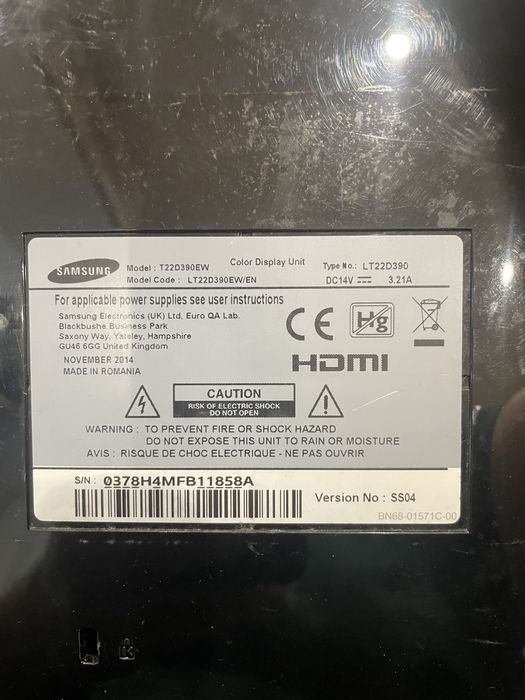 SAMSUNG Model : T22D390EW Color Display Unit Type No.: LT22D390
Model Code : LT22D390EW/EN DC14V ⎓ 3.21A
For applicable power supplies see user instructions
Samsung Electronics (UK) Ltd, Euro QA Lab.
Blackbushe Business Park
Saxony Way, Yateley, Hampshire
GU46 6GG United Kingdom
NOVEMBER 2014
MADE IN ROMANIA
CE Hg
HDMI
CAUTION
RISK OF ELECTRIC SHOCK
DO NOT OPEN
WARNING : TO PREVENT FIRE OR SHOCK HAZARD
DO NOT EXPOSE THIS UNIT TO RAIN OR MOISTURE
AVIS : RISQUE DE CHOC ELECTRIQUE - NE PAS OUVRIR
S/N : 0378H4MFB11858A
Version No : SS04
BN68-01571C-00